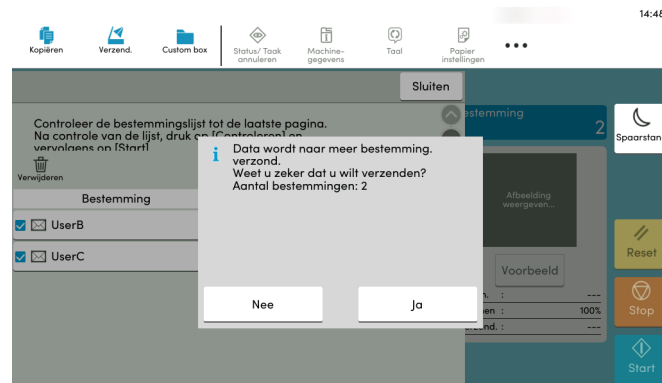 14:48
Kopiëren
Verzend.
Custom box
Status/ Taak
annuleren
Machine-
gegevens
Taal
Papier
instellingen
Sluiten
Controleer de bestemmingslijst tot de laatste pagina.
Na controle van de lijst, druk op [Controleren] en
vervolgens op [Start]
Verwijderen
Bestemming
UserB
UserC
Data wordt naar meer bestemming.
verzond.
Weet u zeker dat u wilt verzenden?
Aantal bestemmingen: 2
Nee
Ja
estemming
2
Afbeelding
weergeven...
Voorbeeld
n. : ---
en : 100%
nd. : ---
Spaarstan
Reset
Stop
Start